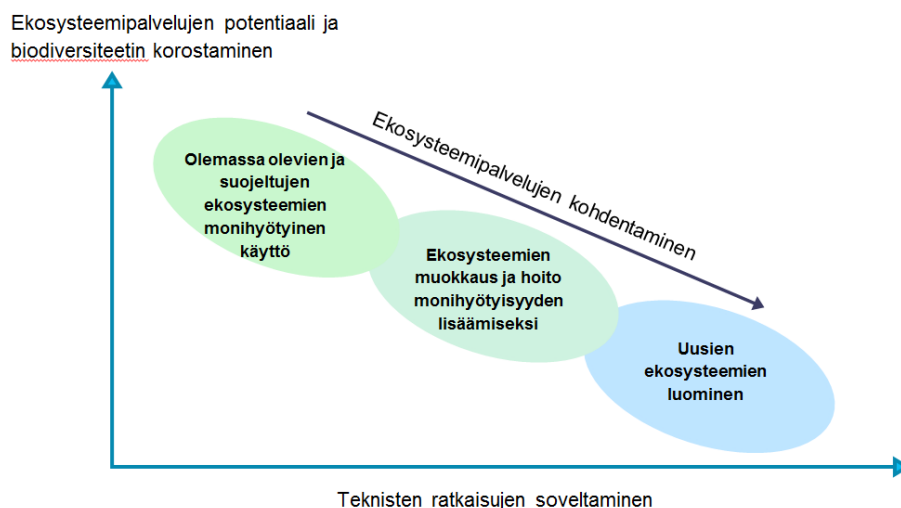 Ekosysteemipalvelujen potentiaali ja
biodiversiteetin korostaminen
Ekosysteemipalvelujen kohdentaminen
Olemassa olevien ja
suojeltujen
ekosysteemien
monihyötyinen
käyttö
Ekosysteemien
muokkaus ja hoito
monihyötyisyyden
lisäämiseksi
Uusien
ekosysteemien
luominen
Teknisten ratkaisujen soveltaminen